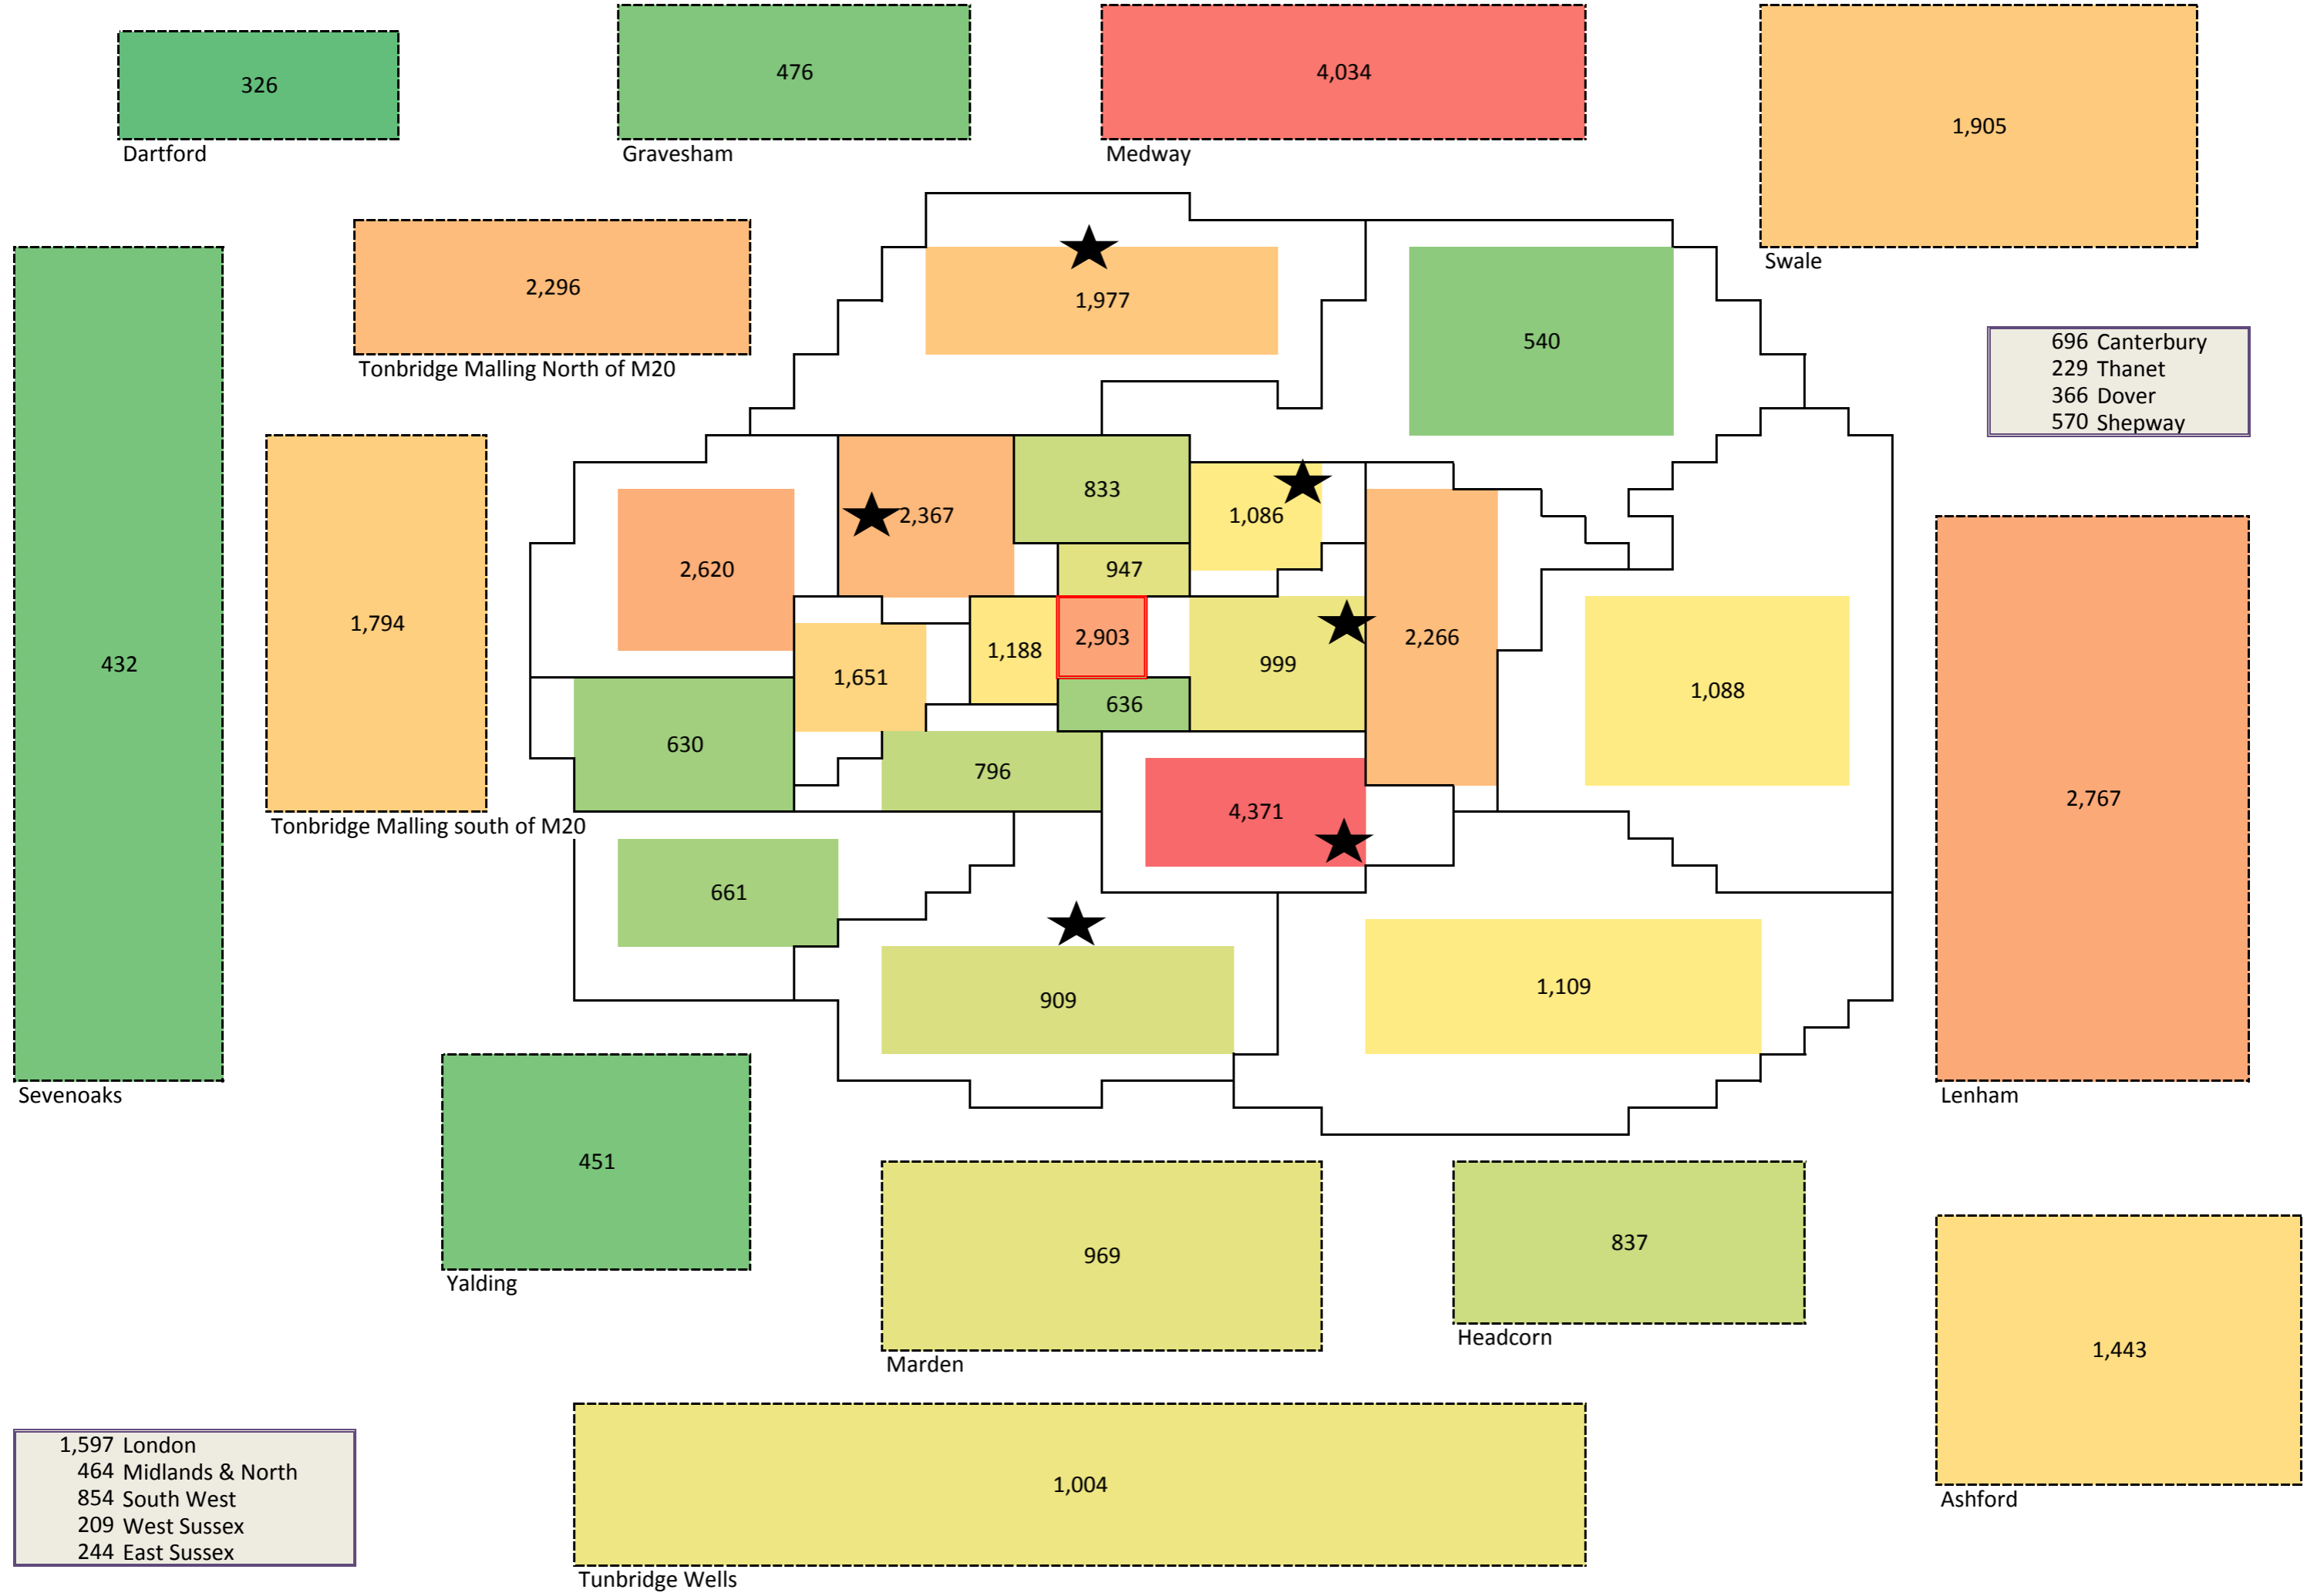 326
Dartford
476
Gravesham
4,034
Medway
1,905
Swale
2,296
Tonbridge Malling North of M20
1,977
540
696 Canterbury
229 Thanet
366 Dover
570 Shepway
432
Sevenoaks
1,794
Tonbridge Malling south of M20
2,620
2,367
833
1,086
947
2,266
1,188
2,903
999
1,651
636
1,088
630
796
4,371
2,767
Lenham
661
909
1,109
451
Yalding
969
Marden
837
Headcorn
1,443
Ashford
1,597 London
464 Midlands & North
854 South West
209 West Sussex
244 East Sussex
1,004
Tunbridge Wells